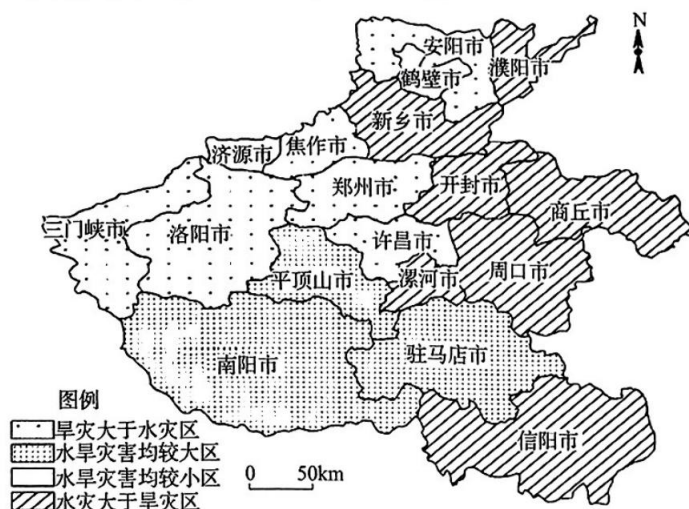 N
安阳市
鹤壁市
濮阳市
新乡市
济源市
焦作市
郑州市
开封市
商丘市
三门峡市
洛阳市
许昌市
平顶山市
漯河市
周口市
南阳市
驻马店市
信阳市
图例
旱灾大于水灾区
水旱灾害均较大区
水旱灾害均较小区
水灾大于旱灾区
0 50km